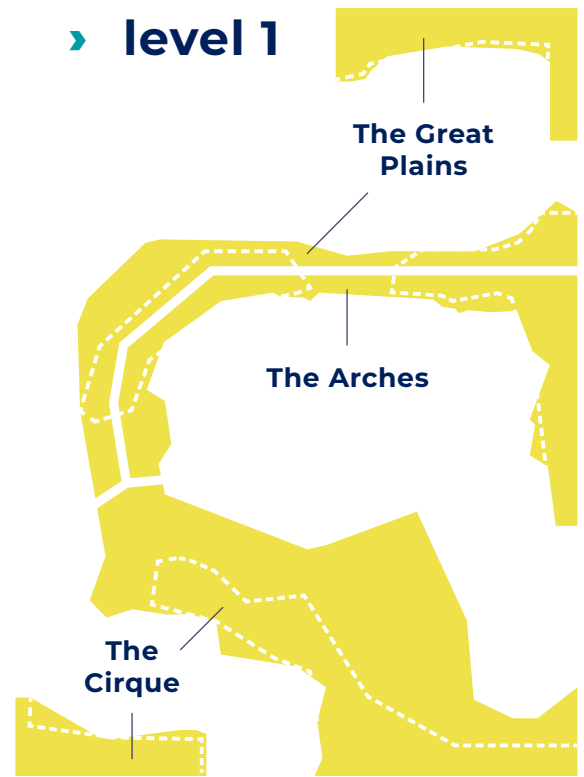 › level 1
The Great
Plains
The Arches
The
Cirque